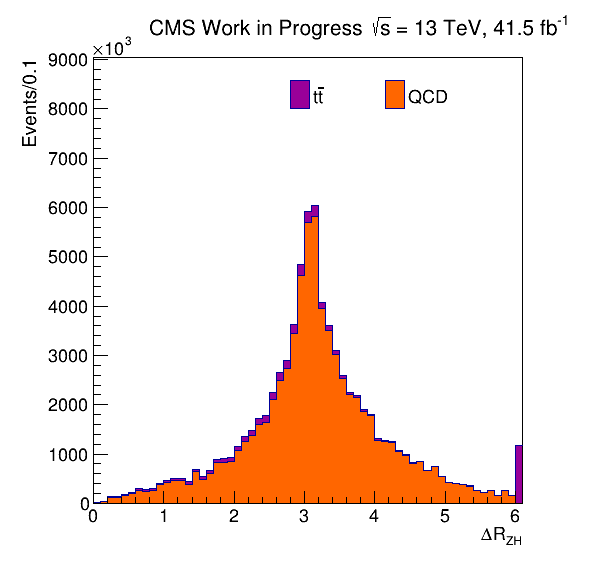 CMS Work in Progress √s = 13 TeV, 41.5 fb⁻¹
×10³
Events/0.1
9000
8000
7000
6000
5000
4000
3000
2000
1000
0
tt̄
QCD
0 1 2 3 4 5 6
ΔR_ZH